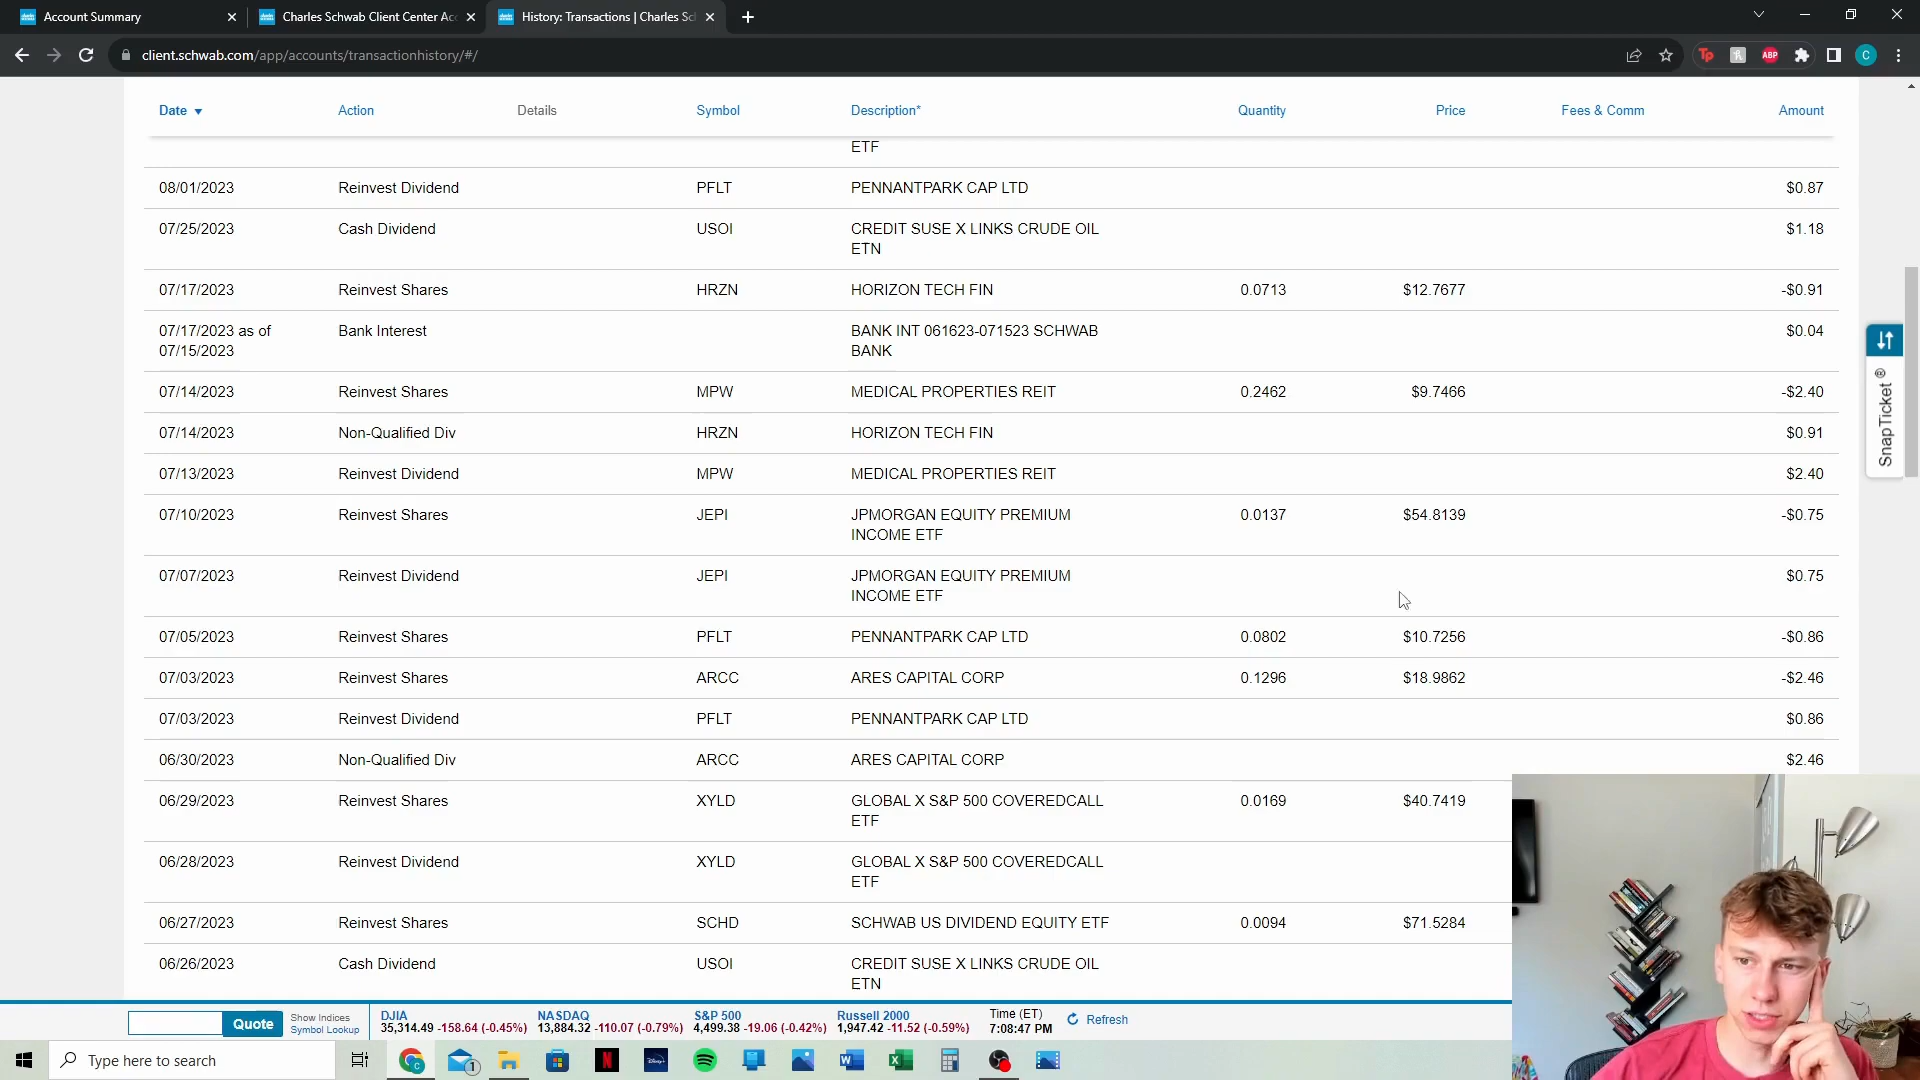 Account Summary
Charles Schwab Client Center Acc
History: Transactions | Charles Sc
client.schwab.com/app/accounts/transactionhistory/#/
Tp
ABP
C
Date ▼ Action Details Symbol Description* Quantity Price Fees & Comm Amount
ETF
08/01/2023 Reinvest Dividend PFLT PENNANTPARK CAP LTD $0.87
07/25/2023 Cash Dividend USOI CREDIT SUSE X LINKS CRUDE OIL $1.18
ETN
07/17/2023 Reinvest Shares HRZN HORIZON TECH FIN 0.0713 $12.7677 -$0.91
07/17/2023 as of Bank Interest BANK INT 061623-071523 SCHWAB $0.04
07/15/2023 BANK
07/14/2023 Reinvest Shares MPW MEDICAL PROPERTIES REIT 0.2462 $9.7466 -$2.40
07/14/2023 Non-Qualified Div HRZN HORIZON TECH FIN $0.91
07/13/2023 Reinvest Dividend MPW MEDICAL PROPERTIES REIT $2.40
07/10/2023 Reinvest Shares JEPI JPMORGAN EQUITY PREMIUM 0.0137 $54.8139 -$0.75
INCOME ETF
07/07/2023 Reinvest Dividend JEPI JPMORGAN EQUITY PREMIUM $0.75
INCOME ETF
07/05/2023 Reinvest Shares PFLT PENNANTPARK CAP LTD 0.0802 $10.7256 -$0.86
07/03/2023 Reinvest Shares ARCC ARES CAPITAL CORP 0.1296 $18.9862 -$2.46
07/03/2023 Reinvest Dividend PFLT PENNANTPARK CAP LTD $0.86
06/30/2023 Non-Qualified Div ARCC ARES CAPITAL CORP $2.46
06/29/2023 Reinvest Shares XYLD GLOBAL X S&P 500 COVEREDCALL 0.0169 $40.7419
ETF
06/28/2023 Reinvest Dividend XYLD GLOBAL X S&P 500 COVEREDCALL
ETF
06/27/2023 Reinvest Shares SCHD SCHWAB US DIVIDEND EQUITY ETF 0.0094 $71.5284
06/26/2023 Cash Dividend USOI CREDIT SUSE X LINKS CRUDE OIL
ETN
SnapTicket ®
Quote
Show Indices
Symbol Lookup
DJIA
35,314.49 -158.64 (-0.45%)
NASDAQ
13,884.32 -110.07 (-0.79%)
S&P 500
4,499.38 -19.06 (-0.42%)
Russell 2000
1,947.42 -11.52 (-0.59%)
Time (ET)
7:08:47 PM
Refresh
Type here to search
1
N
Disney+
W
X